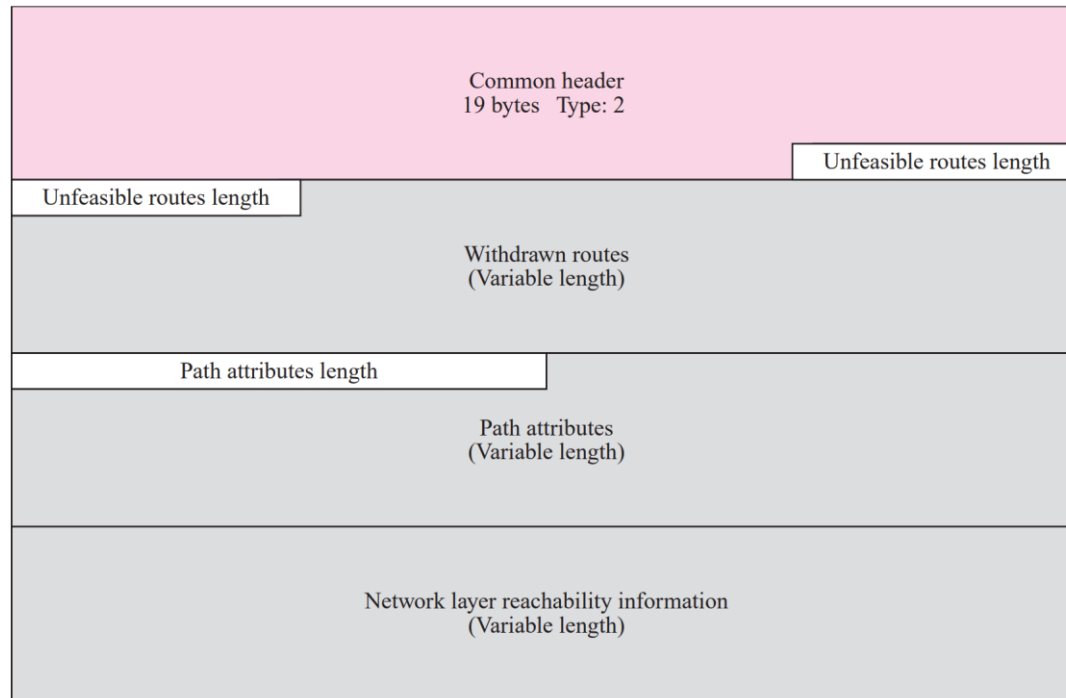 Common header
19 bytes Type: 2
Unfeasible routes length
Unfeasible routes length
Withdrawn routes
(Variable length)
Path attributes length
Path attributes
(Variable length)
Network layer reachability information
(Variable length)